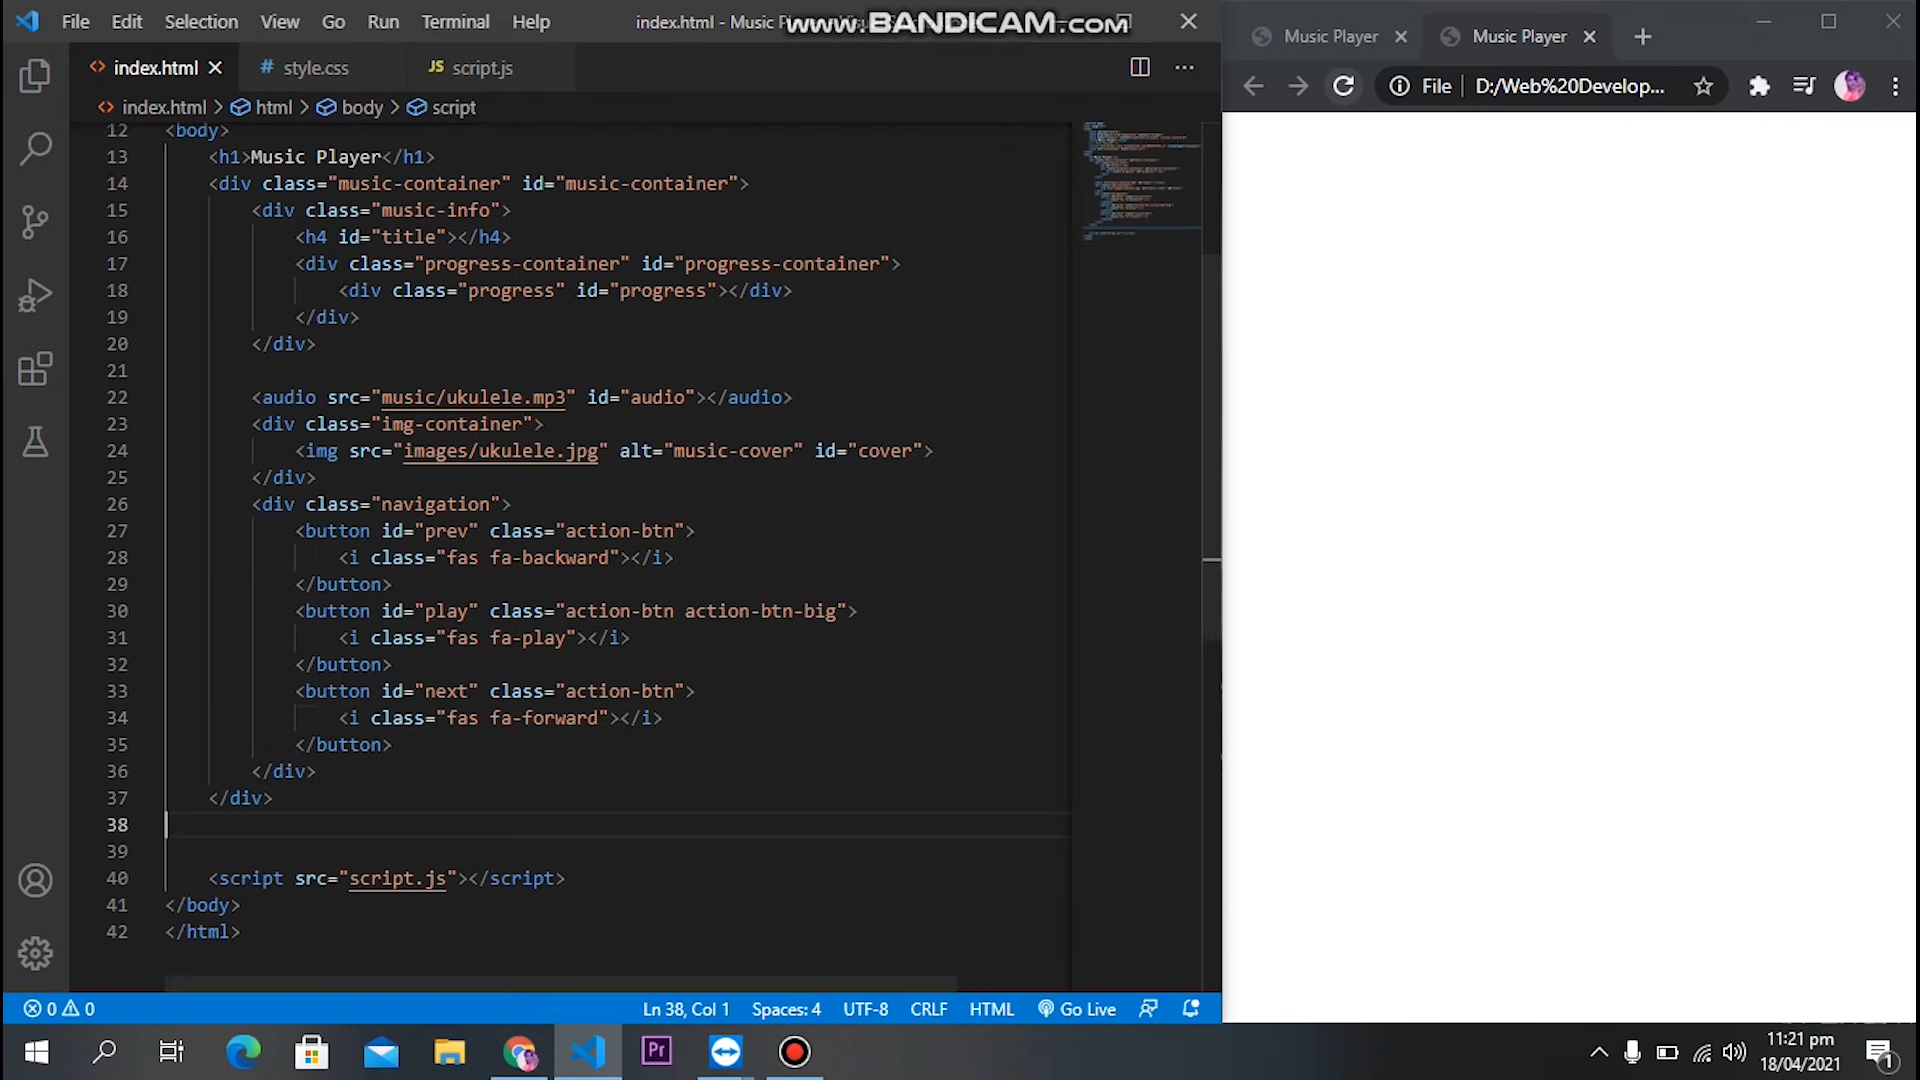 File Edit Selection View Go Run Terminal Help
index.html - Music
www.BANDICAM.com
index.html
style.css
JS script.js
index.html > html > body > script
12 <body>
13 <h1>Music Player</h1>
14 <div class="music-container" id="music-container">
15 <div class="music-info">
16 <h4 id="title"></h4>
17 <div class="progress-container" id="progress-container">
18 <div class="progress" id="progress"></div>
19 </div>
20 </div>
21
22 <audio src="music/ukulele.mp3" id="audio"></audio>
23 <div class="img-container">
24 <img src="images/ukulele.jpg" alt="music-cover" id="cover">
25 </div>
26 <div class="navigation">
27 <button id="prev" class="action-btn">
28 <i class="fas fa-backward"></i>
29 </button>
30 <button id="play" class="action-btn action-btn-big">
31 <i class="fas fa-play"></i>
32 </button>
33 <button id="next" class="action-btn">
34 <i class="fas fa-forward"></i>
35 </button>
36 </div>
37 </div>
38
39
40 <script src="script.js"></script>
41 </body>
42 </html>
0 0
Ln 38, Col 1 Spaces: 4 UTF-8 CRLF HTML Go Live
Music Player
Music Player
File D:/Web%20Develop...
Pr
11:21 pm
18/04/2021
1